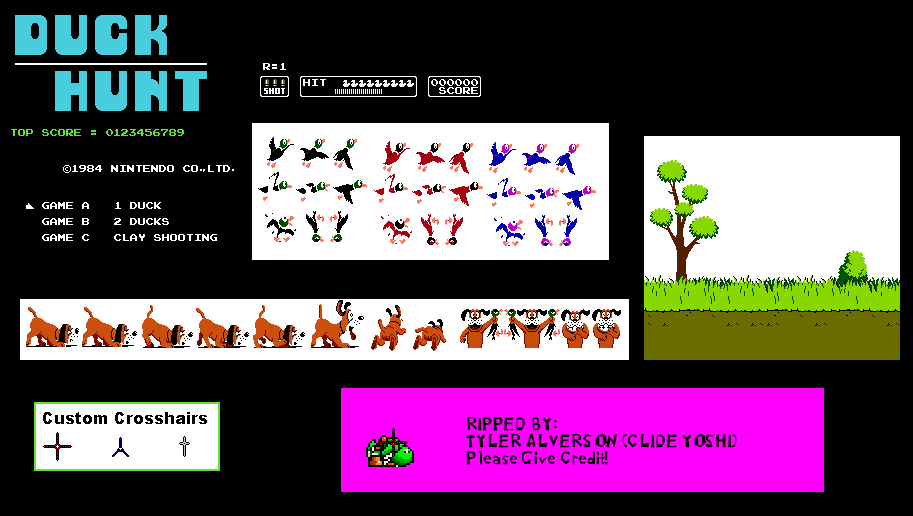 DUCK
HUNT
R=1
SHOT
HIT
000000
SCORE
TOP SCORE = 0123456789
©1984 NINTENDO CO.,LTD.
GAME A 1 DUCK
GAME B 2 DUCKS
GAME C CLAY SHOOTING
Custom Crosshairs
RIPPED BY:
TYLER ALVERSON (CLIDE YOSHI)
Please Give Credit!